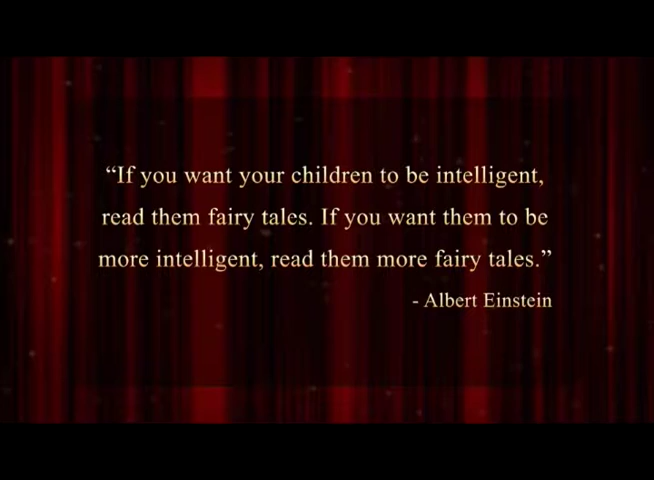 “If you want your children to be intelligent,
read them fairy tales. If you want them to be
more intelligent, read them more fairy tales.”
- Albert Einstein